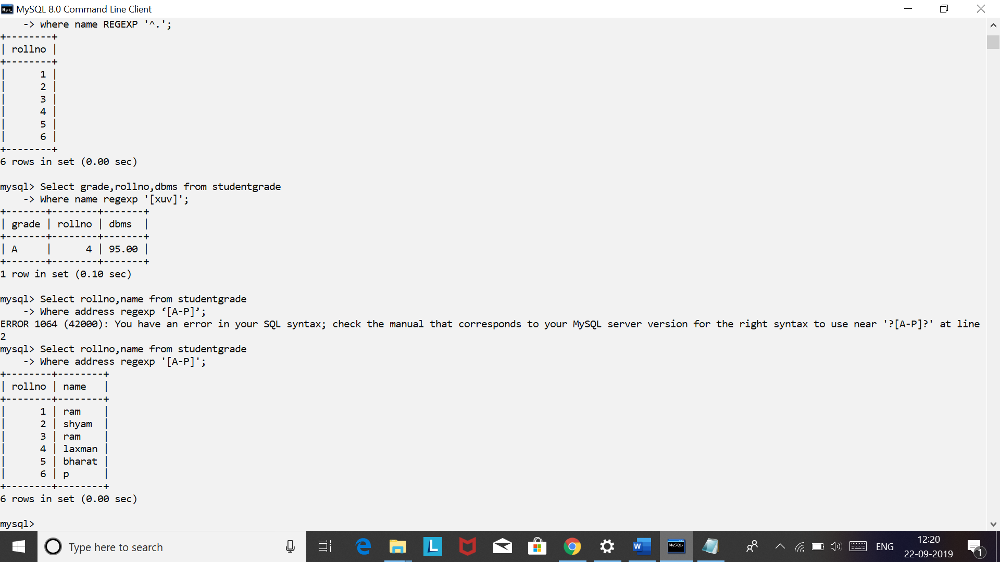 MySQL 8.0 Command Line Client
    -> where name REGEXP '^.';
+--------+
| rollno |
+--------+
|      1 |
|      2 |
|      3 |
|      4 |
|      5 |
|      6 |
+--------+
6 rows in set (0.00 sec)
mysql> Select grade,rollno,dbms from studentgrade
    -> Where name regexp '[xuv]';
+-------+--------+-------+
| grade | rollno | dbms  |
+-------+--------+-------+
| A     |      4 | 95.00 |
+-------+--------+-------+
1 row in set (0.10 sec)
mysql> Select rollno,name from studentgrade
    -> Where address regexp ‘[A-P]’;
ERROR 1064 (42000): You have an error in your SQL syntax; check the manual that corresponds to your MySQL server version for the right syntax to use near '?[A-P]?' at line
2
mysql> Select rollno,name from studentgrade
    -> Where address regexp '[A-P]';
+--------+--------+
| rollno | name   |
+--------+--------+
|      1 | ram    |
|      2 | shyam  |
|      3 | ram    |
|      4 | laxman |
|      5 | bharat |
|      6 | p      |
+--------+--------+
6 rows in set (0.00 sec)
mysql>
Type here to search
L
W
MySQL>
ENG
12:20
22-09-2019
1